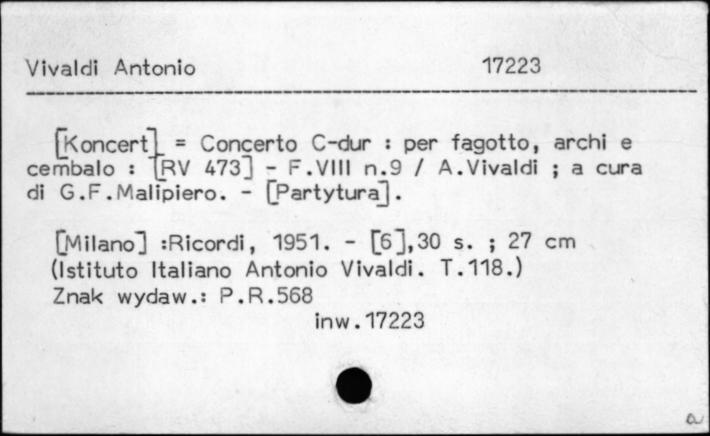 Vivaldi Antonio 17223
[Koncert] = Concerto C-dur : per fagotto, archi e
cembalo : [RV 473] - F.VIII n.9 / A.Vivaldi ; a cura
di G.F.Malipiero. - [Partytura].
[Milano] :Ricordi, 1951. - [6],30 s. ; 27 cm
(Istituto Italiano Antonio Vivaldi. T.118.)
Znak wydaw.: P.R.568
inw.17223